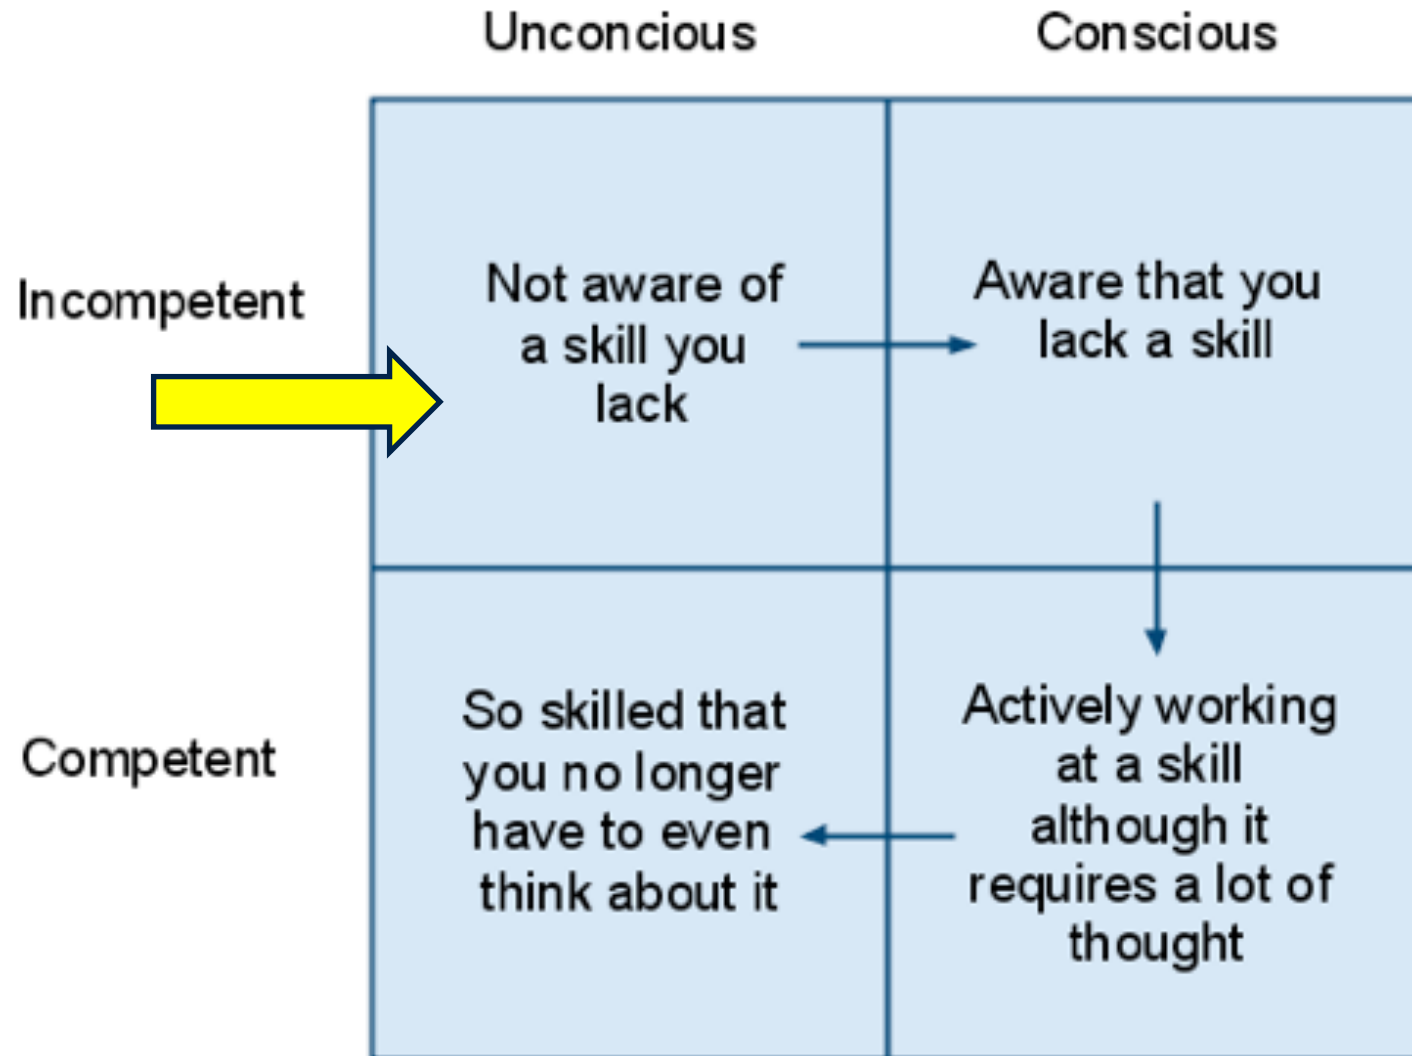 Unconcious
Conscious
Incompetent
Not aware of
a skill you
lack
Aware that you
lack a skill
Competent
So skilled that
you no longer
have to even
think about it
Actively working
at a skill
although it
requires a lot of
thought